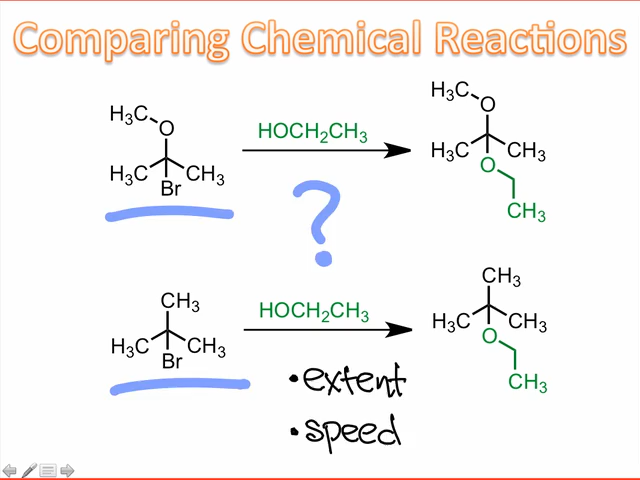 Comparing Chemical Reactions
H₃C
O
H₃C CH₃
Br
HOCH₂CH₃
H₃C
O
H₃C CH₃
O
CH₃
?
CH₃
H₃C CH₃
Br
HOCH₂CH₃
CH₃
H₃C CH₃
O
CH₃
• extent
• speed